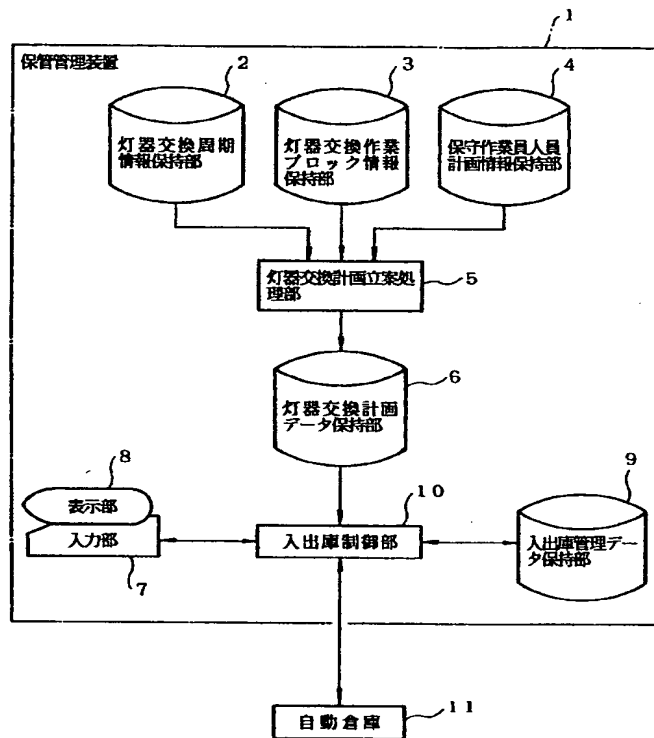 1
保管管理装置
2
3
4
灯器交換周期
情報保持部
灯器交換作業
ブロック情報
保持部
保守作業員人員
計画情報保持部
灯器交換計画立案処
理部
5
灯器交換計画
データ保持部
6
8
表示部
入力部
7
10
入出庫制御部
9
入出庫管理デー
タ保持部
自動倉庫
11